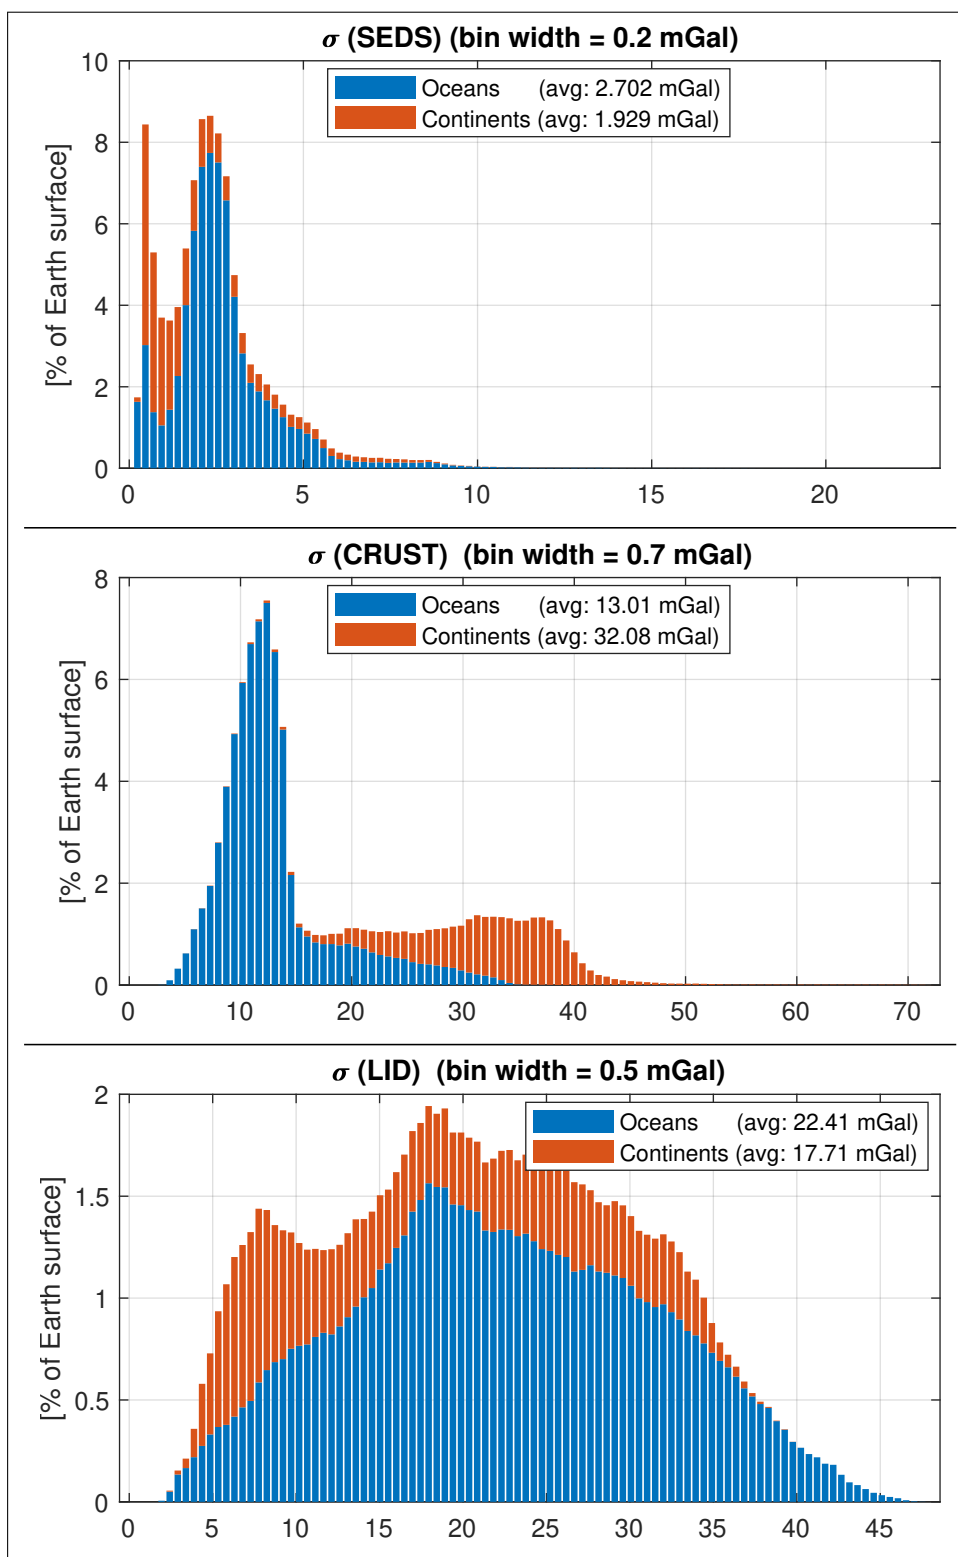 σ (SEDS) (bin width = 0.2 mGal)
Oceans (avg: 2.702 mGal)
Continents (avg: 1.929 mGal)
[% of Earth surface]
10
8
6
4
2
0
0 5 10 15 20
σ (CRUST) (bin width = 0.7 mGal)
Oceans (avg: 13.01 mGal)
Continents (avg: 32.08 mGal)
[% of Earth surface]
8
6
4
2
0
0 10 20 30 40 50 60 70
σ (LID) (bin width = 0.5 mGal)
Oceans (avg: 22.41 mGal)
Continents (avg: 17.71 mGal)
[% of Earth surface]
2
1.5
1
0.5
0
0 5 10 15 20 25 30 35 40 45